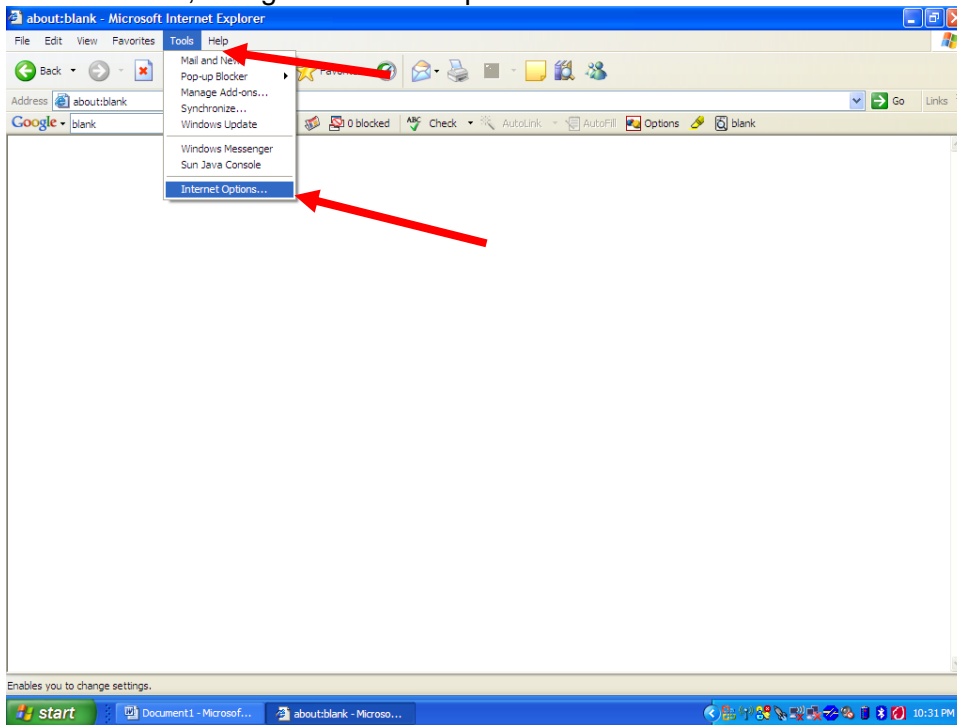 about:blank - Microsoft Internet Explorer
File Edit View Favorites Tools Help
Back
Mail and New
Pop-up Blocker
Manage Add-ons...
Synchronize...
Windows Update
Windows Messenger
Sun Java Console
Internet Options...
Address about:blank Go Links
Google blank 0 blocked ABC Check AutoLink AutoFill Options blank
Enables you to change settings.
start Document1 - Microsof... about:blank - Microso... 10:31 PM